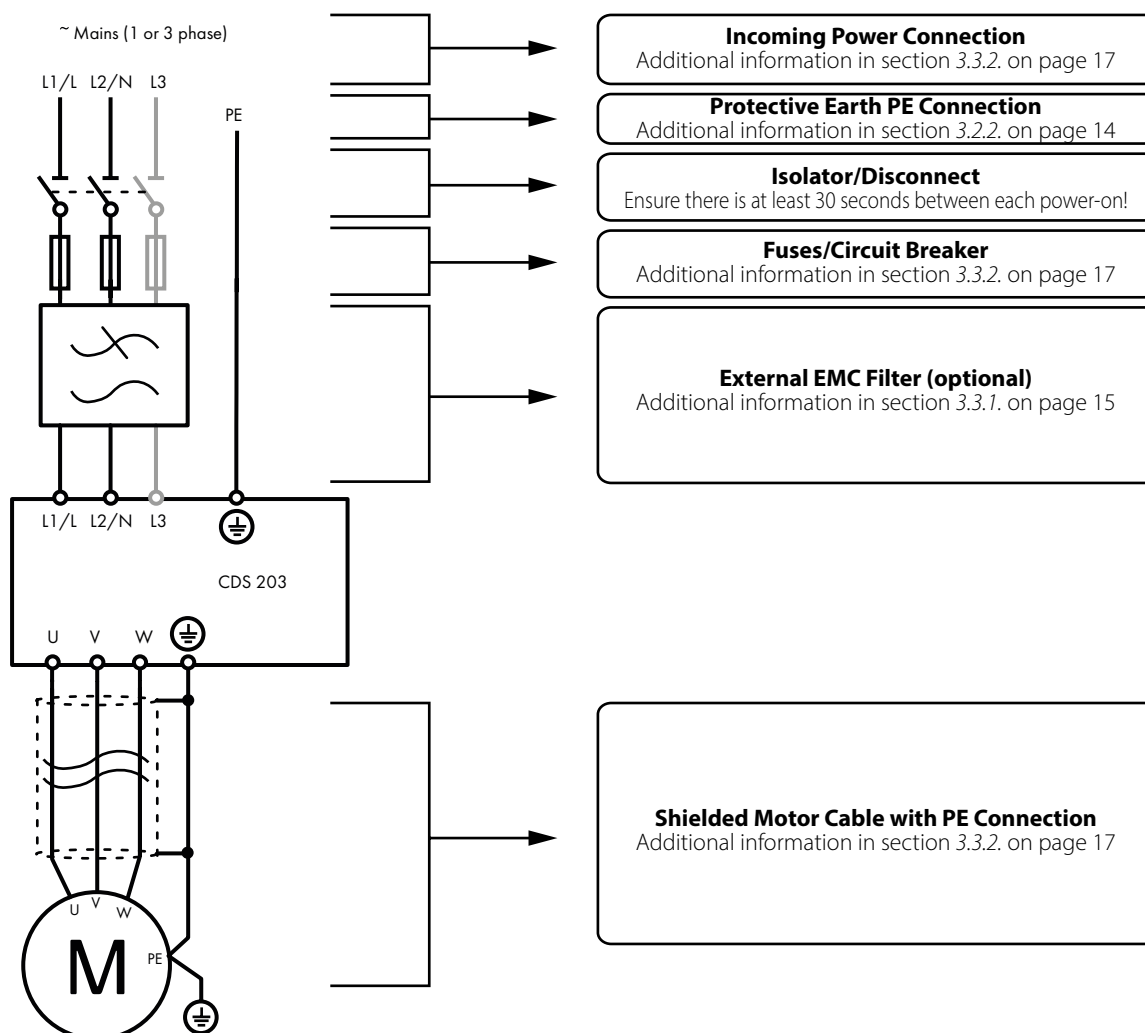 ~ Mains (1 or 3 phase)
L1/L L2/N L3
PE
Incoming Power Connection
Additional information in section 3.3.2. on page 17
Protective Earth PE Connection
Additional information in section 3.2.2. on page 14
Isolator/Disconnect
Ensure there is at least 30 seconds between each power-on!
Fuses/Circuit Breaker
Additional information in section 3.3.2. on page 17
External EMC Filter (optional)
Additional information in section 3.3.1. on page 15
L1/L L2/N L3
CDS 203
U V W
Shielded Motor Cable with PE Connection
Additional information in section 3.3.2. on page 17
U V W
M
PE